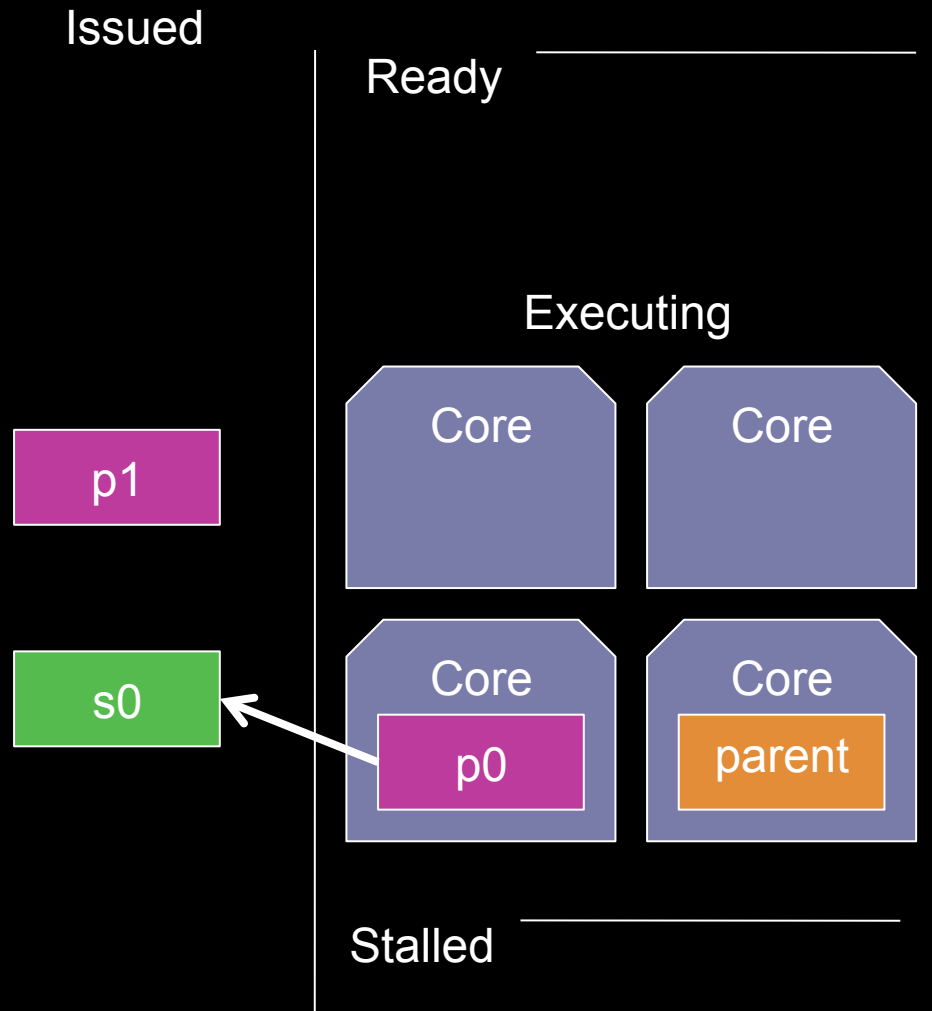 Issued
Ready
Executing
Core
Core
p1
s0
Core
Core
p0
parent
Stalled